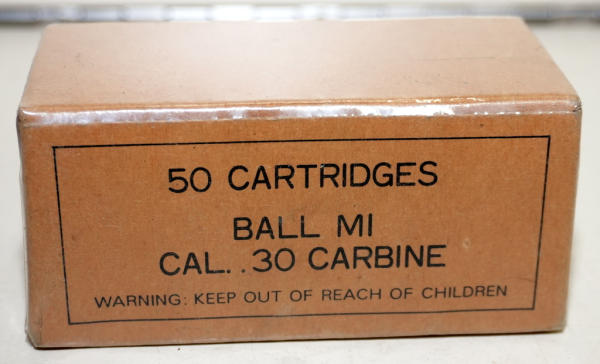 50 CARTRIDGES
BALL MI
CAL. .30 CARBINE
WARNING: KEEP OUT OF REACH OF CHILDREN